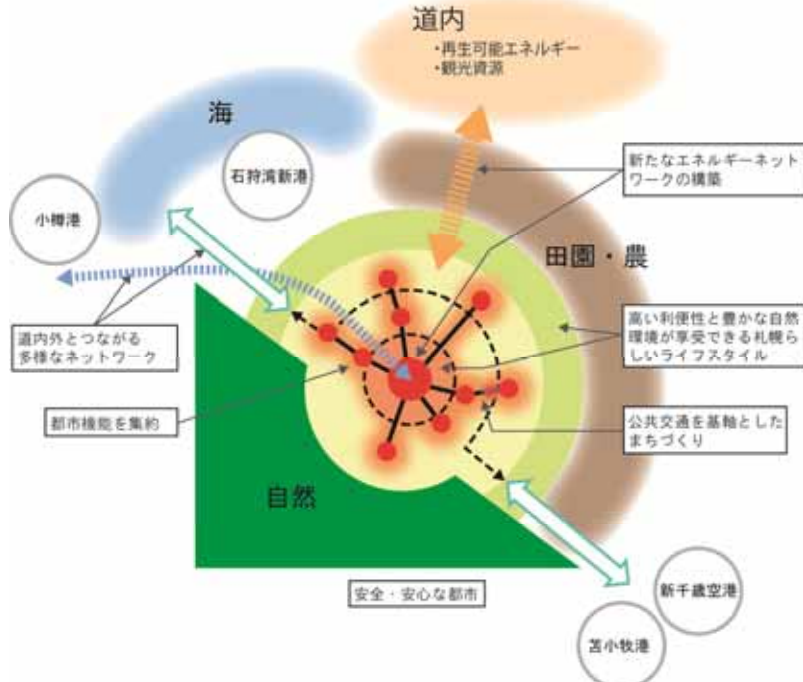 道内
・再生可能エネルギー
・観光資源
海
石狩湾新港
小樽港
新たなエネルギーネット
ワークの構築
田園・農
道内外とつながる
多様なネットワーク
高い利便性と豊かな自然
環境が享受できる札幌ら
しいライフスタイル
都市機能を集約
公共交通を基軸とした
まちづくり
自然
安全・安心な都市
新千歳空港
苫小牧港